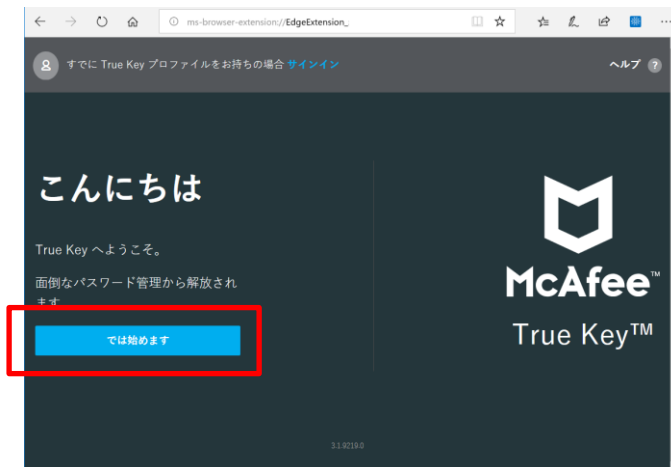 ms-browser-extension://EdgeExtension_
すでに True Key プロファイルをお持ちの場合 サインイン
ヘルプ ?
こんにちは
True Key へようこそ。
面倒なパスワード管理から解放され
ます
では始めます
McAfee™
True Key™
3.1.9219.0